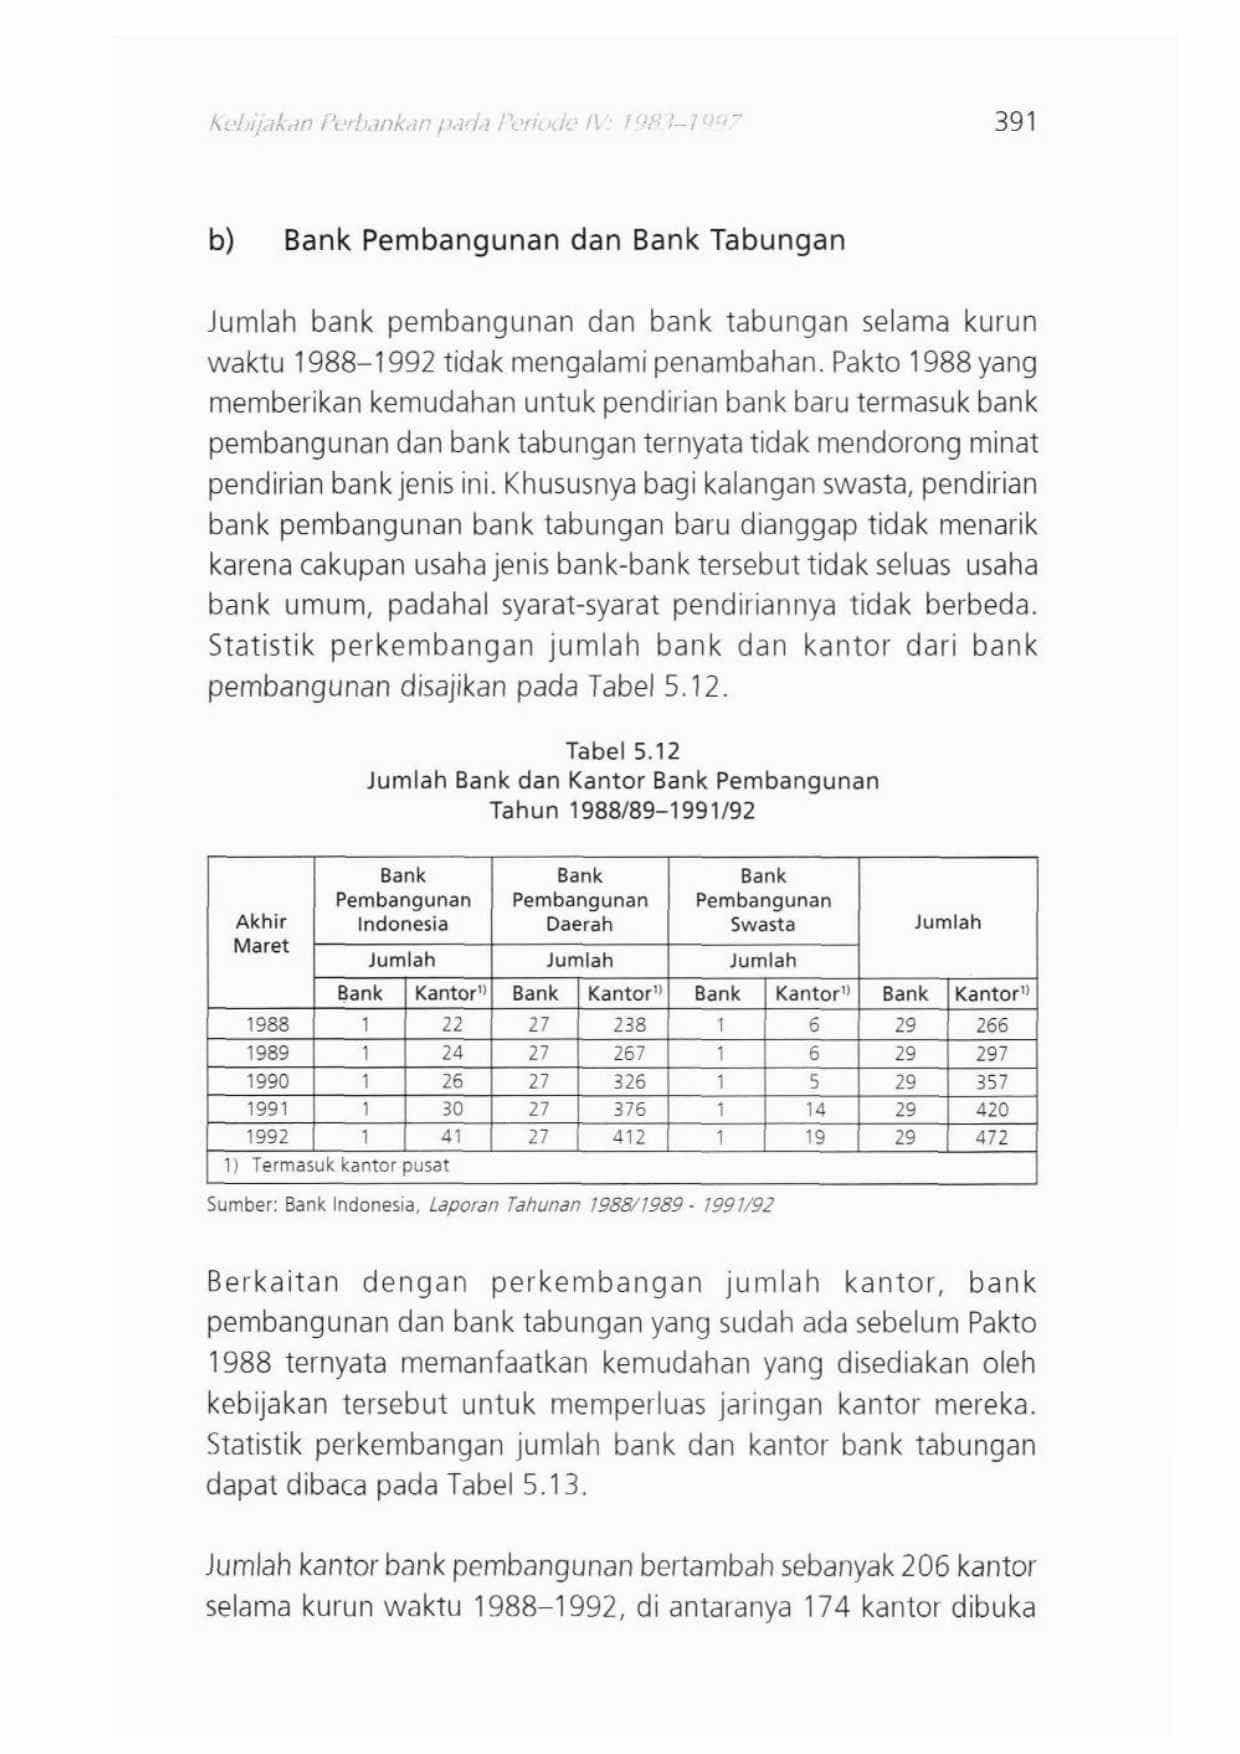 Kebijakan Perbankan pada Periode IV: 1983–1997 391
b) Bank Pembangunan dan Bank Tabungan
Jumlah bank pembangunan dan bank tabungan selama kurun
waktu 1988–1992 tidak mengalami penambahan. Pakto 1988 yang
memberikan kemudahan untuk pendirian bank baru termasuk bank
pembangunan dan bank tabungan ternyata tidak mendorong minat
pendirian bank jenis ini. Khususnya bagi kalangan swasta, pendirian
bank pembangunan bank tabungan baru dianggap tidak menarik
karena cakupan usaha jenis bank-bank tersebut tidak seluas usaha
bank umum, padahal syarat-syarat pendiriannya tidak berbeda.
Statistik perkembangan jumlah bank dan kantor dari bank
pembangunan disajikan pada Tabel 5.12.
Tabel 5.12
Jumlah Bank dan Kantor Bank Pembangunan
Tahun 1988/89–1991/92
Akhir Maret
Bank Pembangunan Indonesia
Bank Pembangunan Daerah
Bank Pembangunan Swasta
Jumlah
Jumlah Jumlah Jumlah
Bank Kantor¹⁾ Bank Kantor¹⁾ Bank Kantor¹⁾ Bank Kantor¹⁾
1988 1 22 27 238 1 6 29 266
1989 1 24 27 267 1 6 29 297
1990 1 26 27 326 1 5 29 357
1991 1 30 27 376 1 14 29 420
1992 1 41 27 412 1 19 29 472
1) Termasuk kantor pusat
Sumber: Bank Indonesia, Laporan Tahunan 1988/1989 - 1991/92
Berkaitan dengan perkembangan jumlah kantor, bank
pembangunan dan bank tabungan yang sudah ada sebelum Pakto
1988 ternyata memanfaatkan kemudahan yang disediakan oleh
kebijakan tersebut untuk memperluas jaringan kantor mereka.
Statistik perkembangan jumlah bank dan kantor bank tabungan
dapat dibaca pada Tabel 5.13.
Jumlah kantor bank pembangunan bertambah sebanyak 206 kantor
selama kurun waktu 1988–1992, di antaranya 174 kantor dibuka